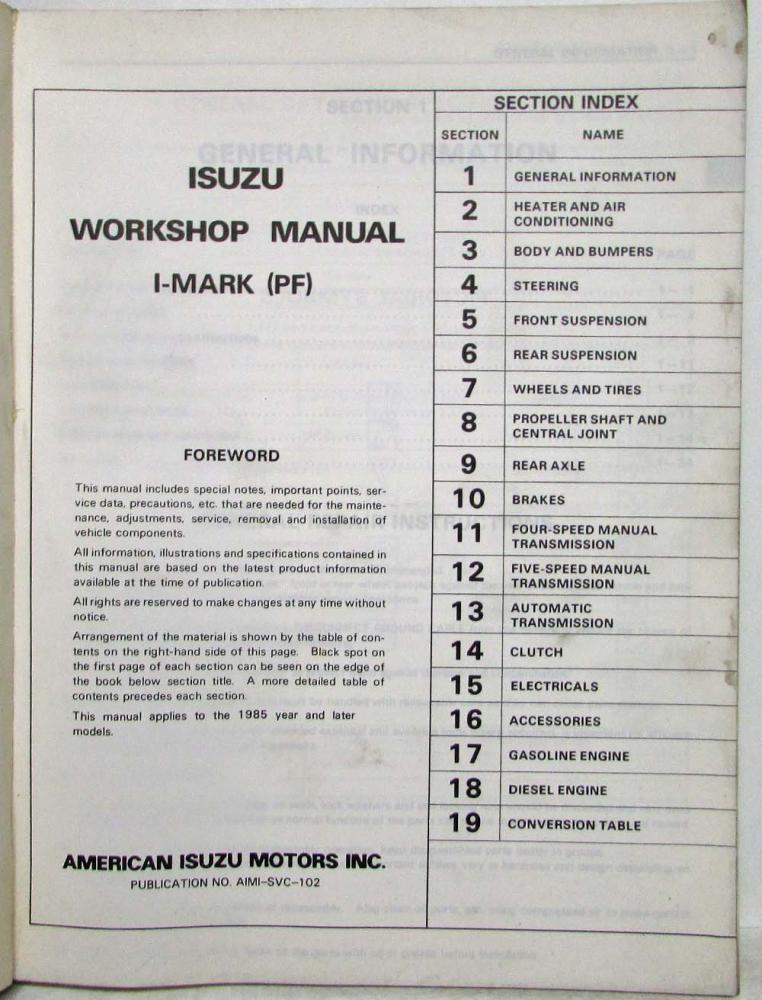 ISUZU
WORKSHOP MANUAL
I-MARK (PF)
FOREWORD
This manual includes special notes, important points, ser-
vice data, precautions, etc. that are needed for the mainte-
nance, adjustments, service, removal and installation of
vehicle components.
All information, illustrations and specifications contained in
this manual are based on the latest product information
available at the time of publication.
All rights are reserved to make changes at any time without
notice.
Arrangement of the material is shown by the table of con-
tents on the right-hand side of this page. Black spot on
the first page of each section can be seen on the edge of
the book below section title. A more detailed table of
contents precedes each section.
This manual applies to the 1985 year and later
models.
AMERICAN ISUZU MOTORS INC.
PUBLICATION NO. AIMI-SVC-102
SECTION INDEX
SECTION NAME
1 GENERAL INFORMATION
2 HEATER AND AIR
CONDITIONING
3 BODY AND BUMPERS
4 STEERING
5 FRONT SUSPENSION
6 REAR SUSPENSION
7 WHEELS AND TIRES
8 PROPELLER SHAFT AND
CENTRAL JOINT
9 REAR AXLE
10 BRAKES
11 FOUR-SPEED MANUAL
TRANSMISSION
12 FIVE-SPEED MANUAL
TRANSMISSION
13 AUTOMATIC
TRANSMISSION
14 CLUTCH
15 ELECTRICALS
16 ACCESSORIES
17 GASOLINE ENGINE
18 DIESEL ENGINE
19 CONVERSION TABLE